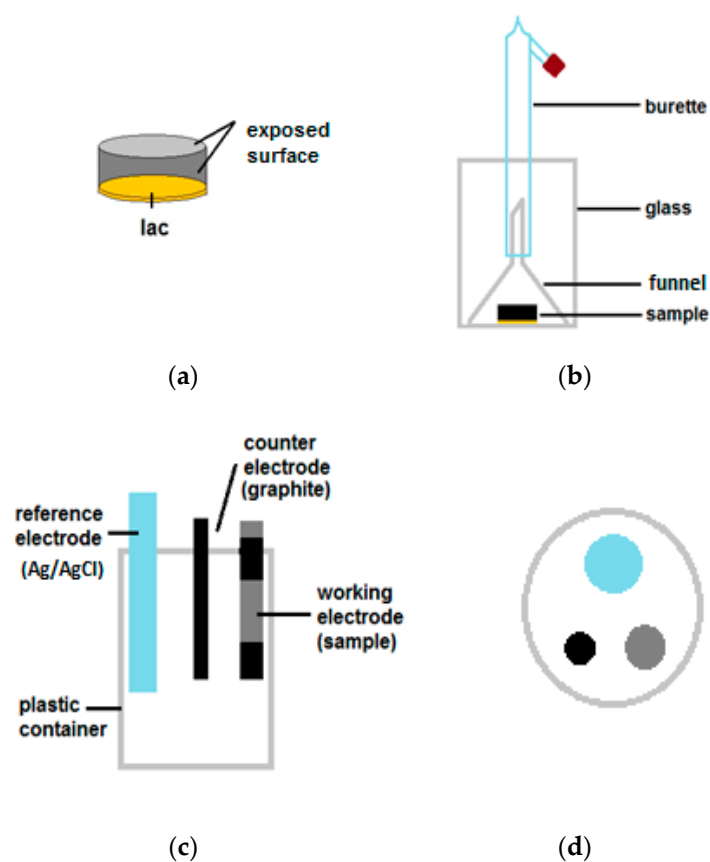 exposed
surface
lac
(a)
burette
glass
funnel
sample
(b)
counter
electrode
(graphite)
reference
electrode
(Ag/AgCl)
working
electrode
(sample)
plastic
container
(c)
(d)